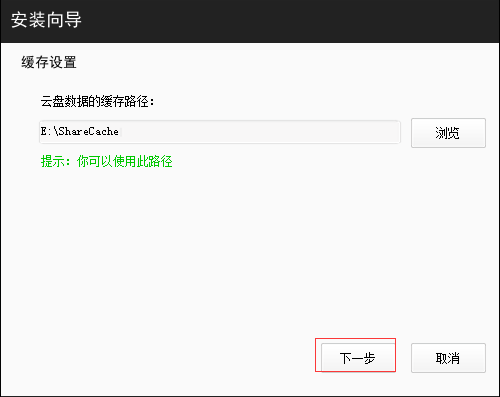 安装向导
缓存设置
云盘数据的缓存路径：
E:\ShareCache
浏览
提示：你可以使用此路径
下一步
取消